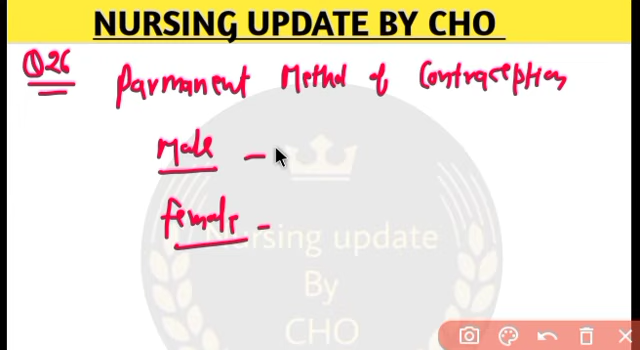 NURSING UPDATE BY CHO
Q26 Parmanent Method of Contraception
Male -
female -
Nursing update
By
CHO